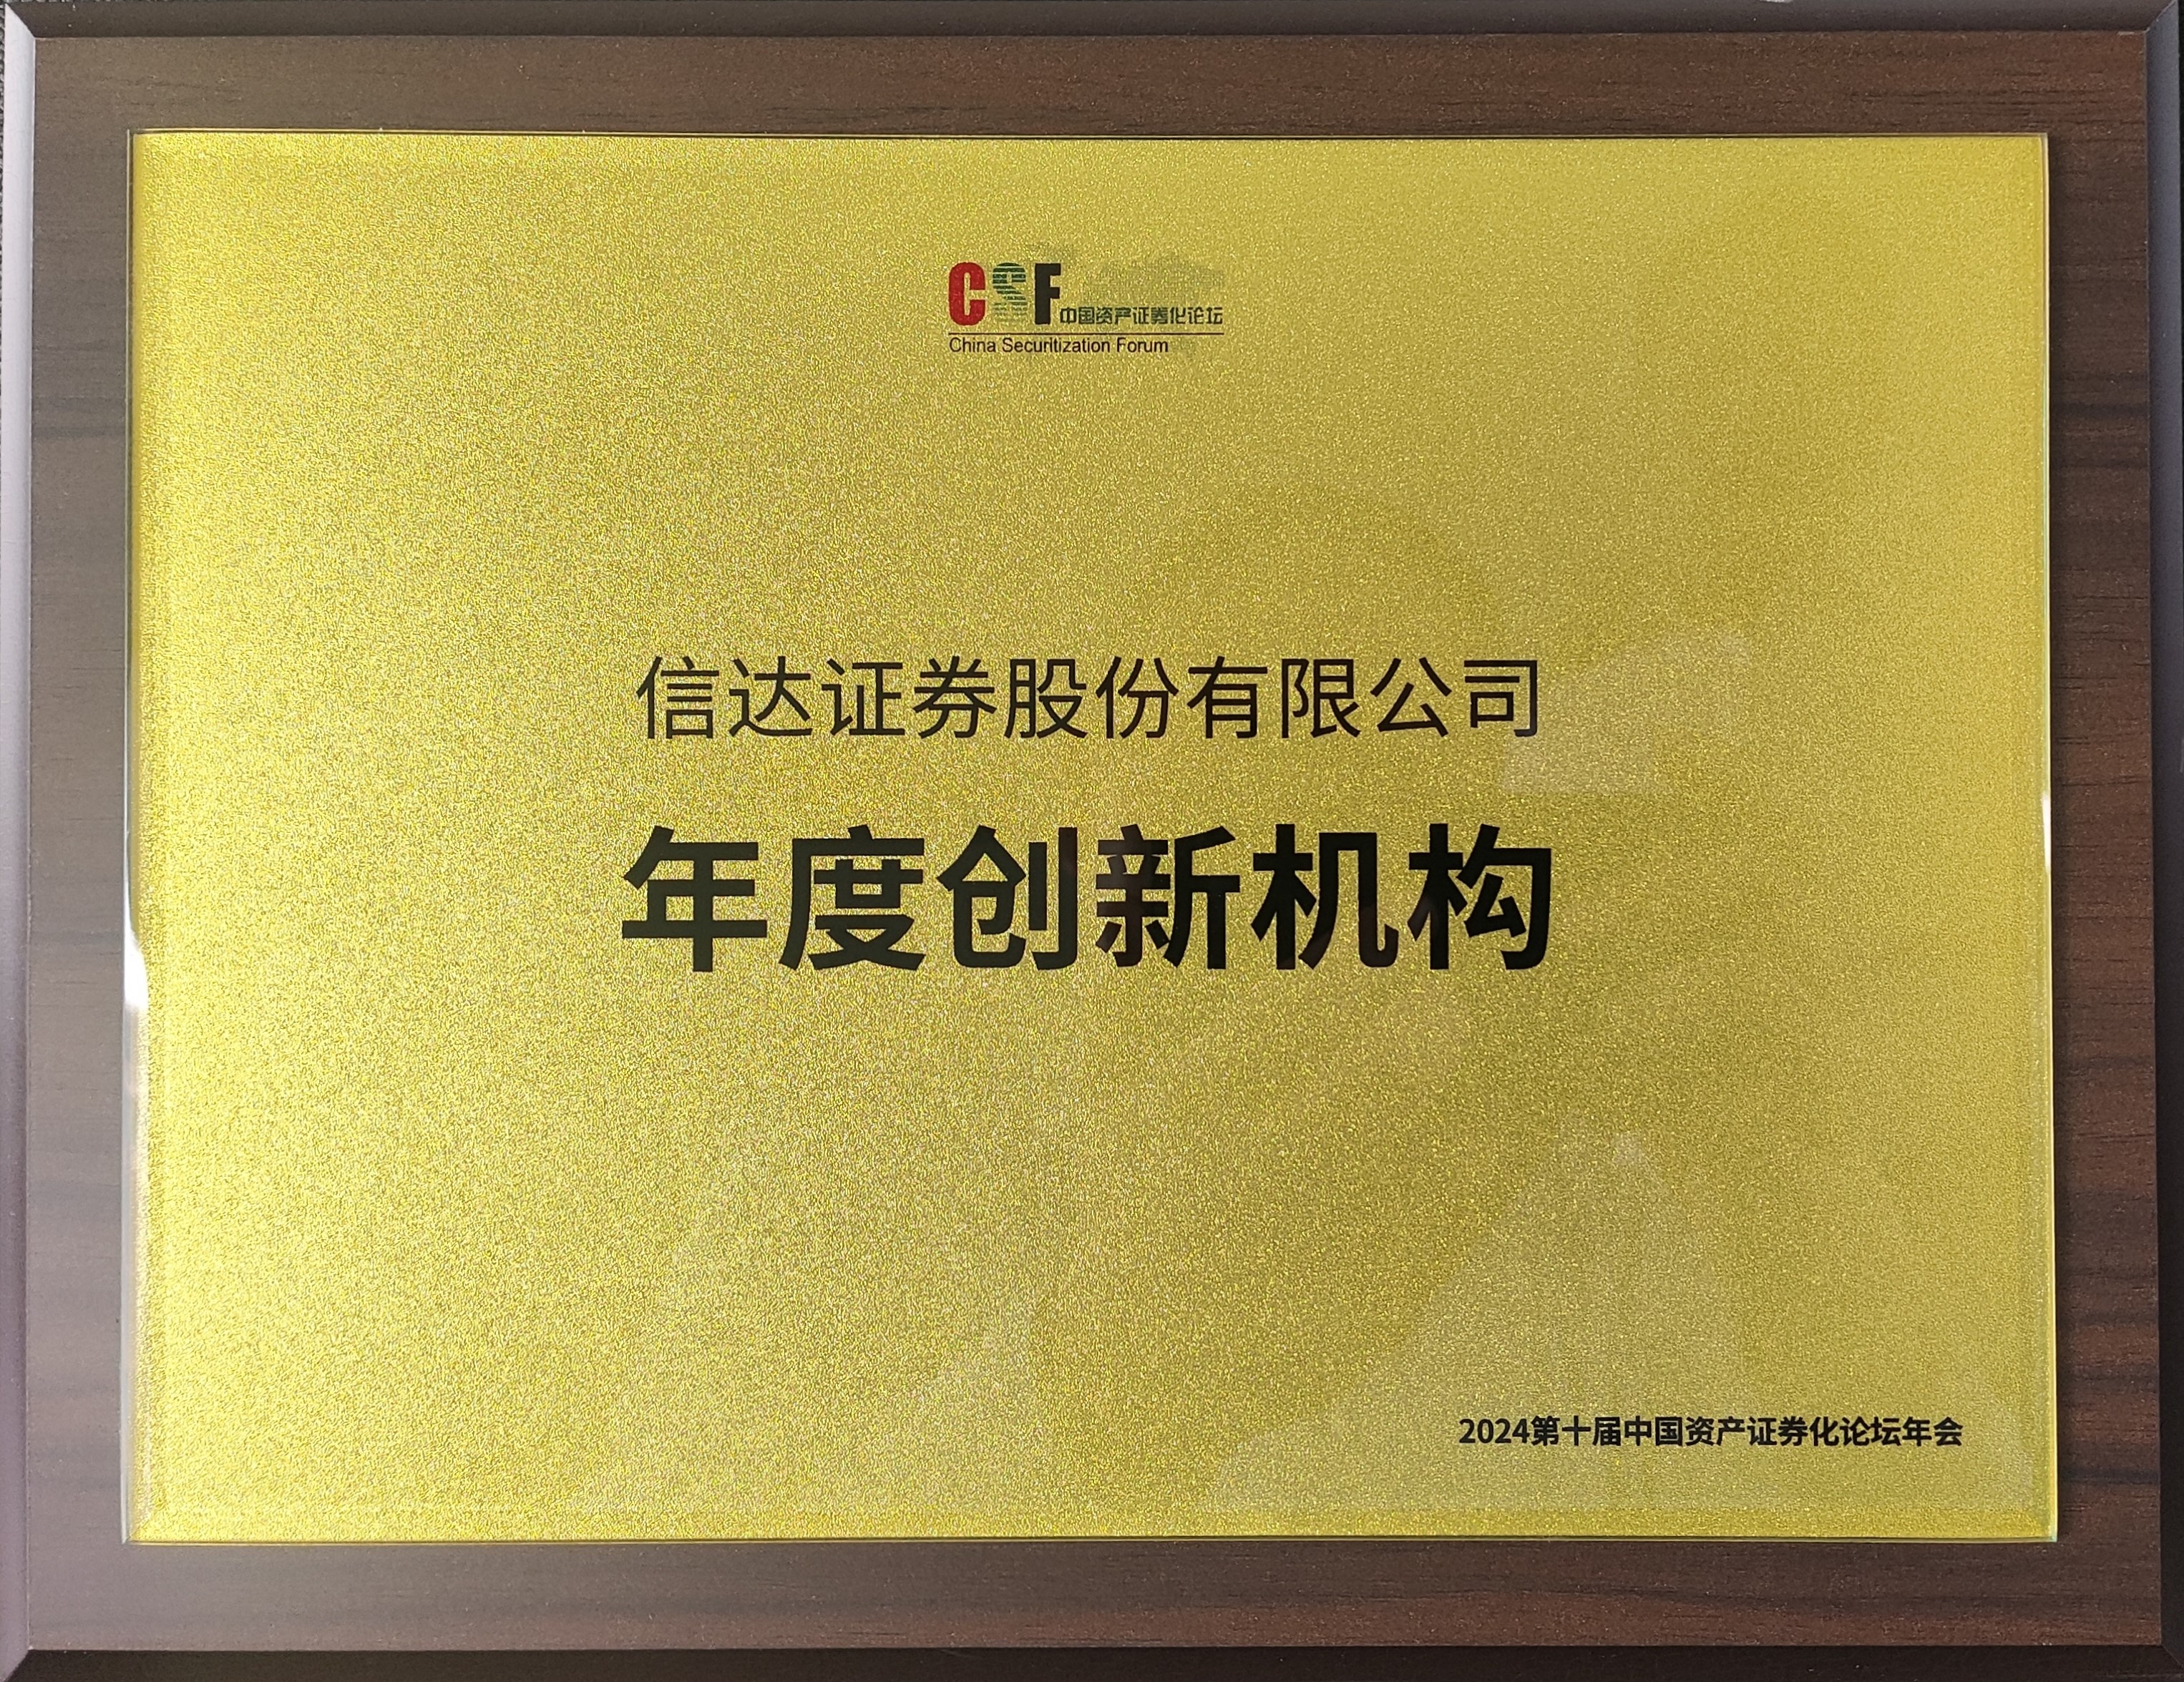 CSF中国资产证券化论坛
China Securitization Forum
信达证券股份有限公司
年度创新机构
2024第十届中国资产证券化论坛年会